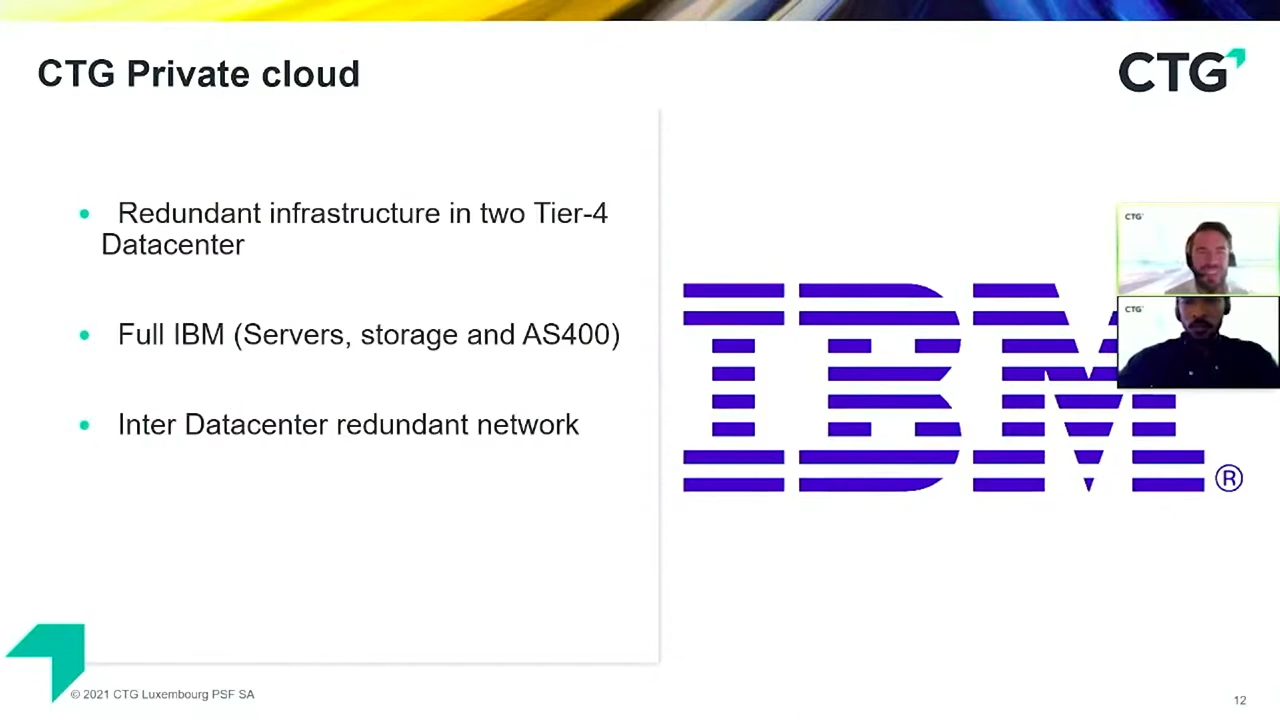 CTG Private cloud
CTG
Redundant infrastructure in two Tier-4
Datacenter
Full IBM (Servers, storage and AS400)
Inter Datacenter redundant network
IBM®
CTG
CTG
© 2021 CTG Luxembourg PSF SA
12